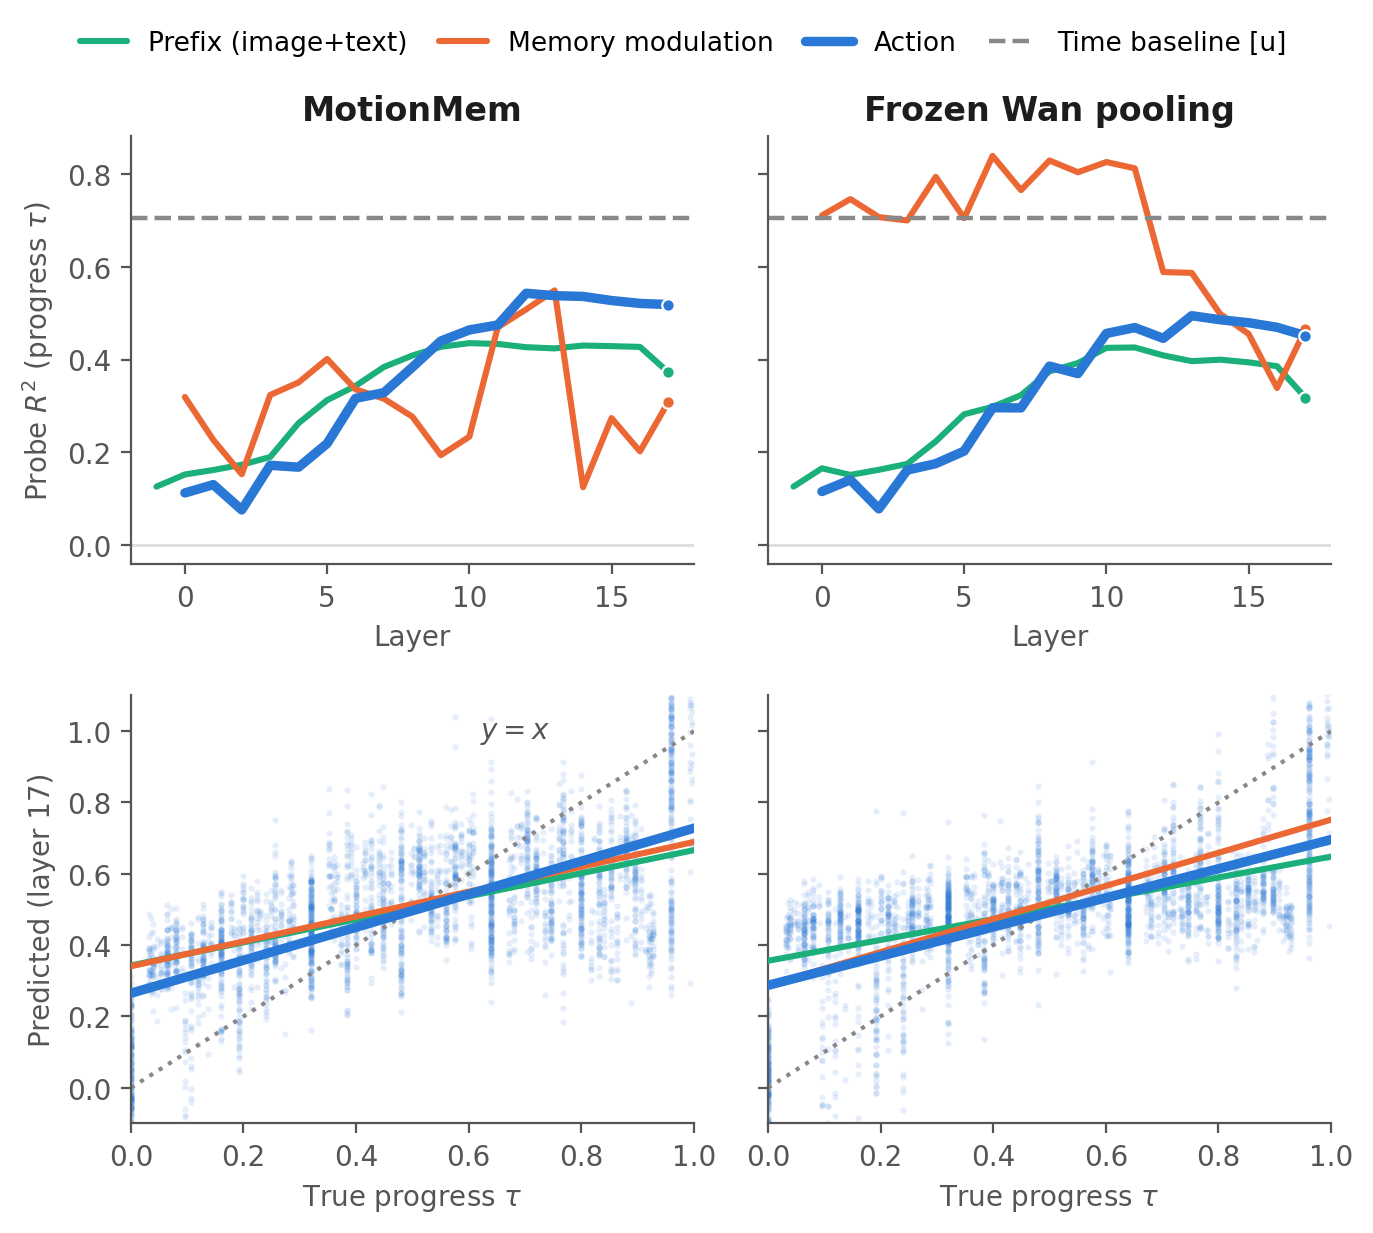 Prefix (image+text) Memory modulation Action Time baseline [u]
MotionMem
Frozen Wan pooling
Probe R² (progress τ)
0.8
0.6
0.4
0.2
0.0
0 5 10 15
0 5 10 15
Layer
Layer
Predicted (layer 17)
1.0
0.8
0.6
0.4
0.2
0.0
y = x
0.0 0.2 0.4 0.6 0.8 1.0
0.0 0.2 0.4 0.6 0.8 1.0
True progress τ
True progress τ